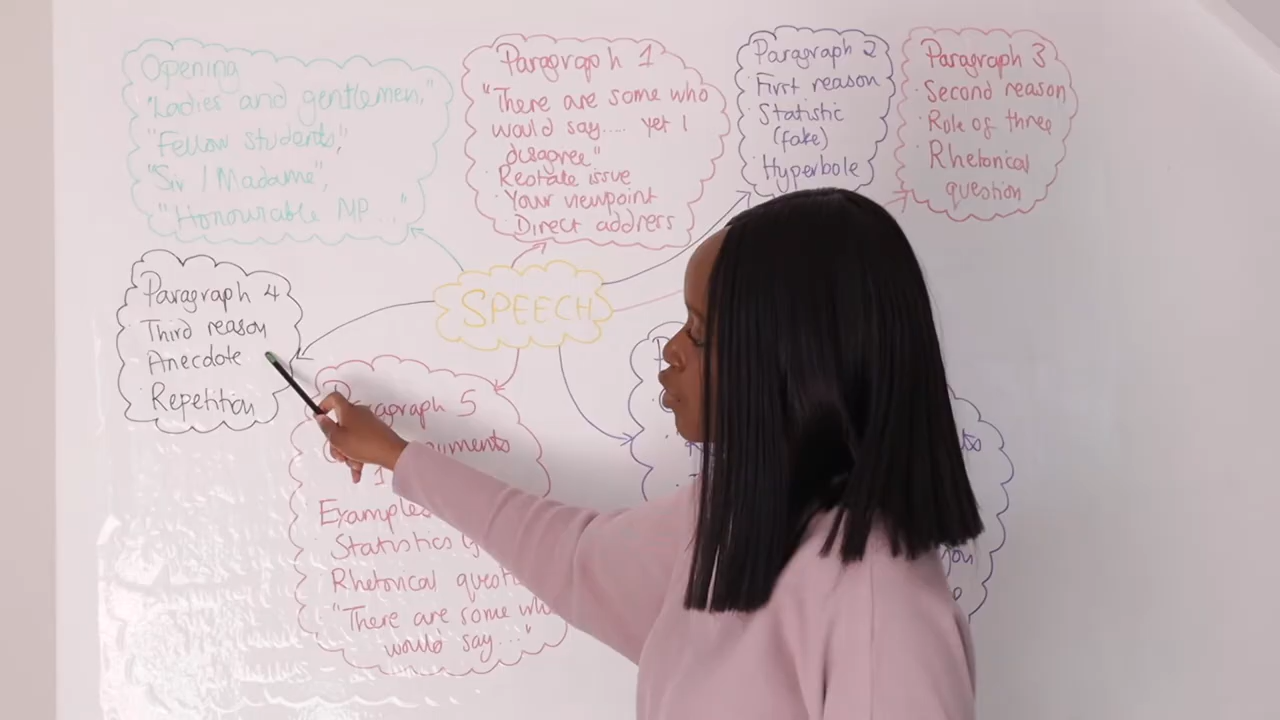 Opening
"Ladies and gentlemen,"
"Fellow students",
"Sir / Madame",
"Honourable MP..."
Paragraph 1
"There are some who
would say.... yet I
disagree"
Restate issue
Your viewpoint
Direct address
Paragraph 2
First reason
Statistic
(fake)
Hyperbole
Paragraph 3
Second reason
Role of three
Rhetorical
question
SPEECH
Paragraph 4
Third reason
Anecdote
Repetition
Paragraph 5
Examples
Statistics
Rhetorical
"There are some who
would say..."